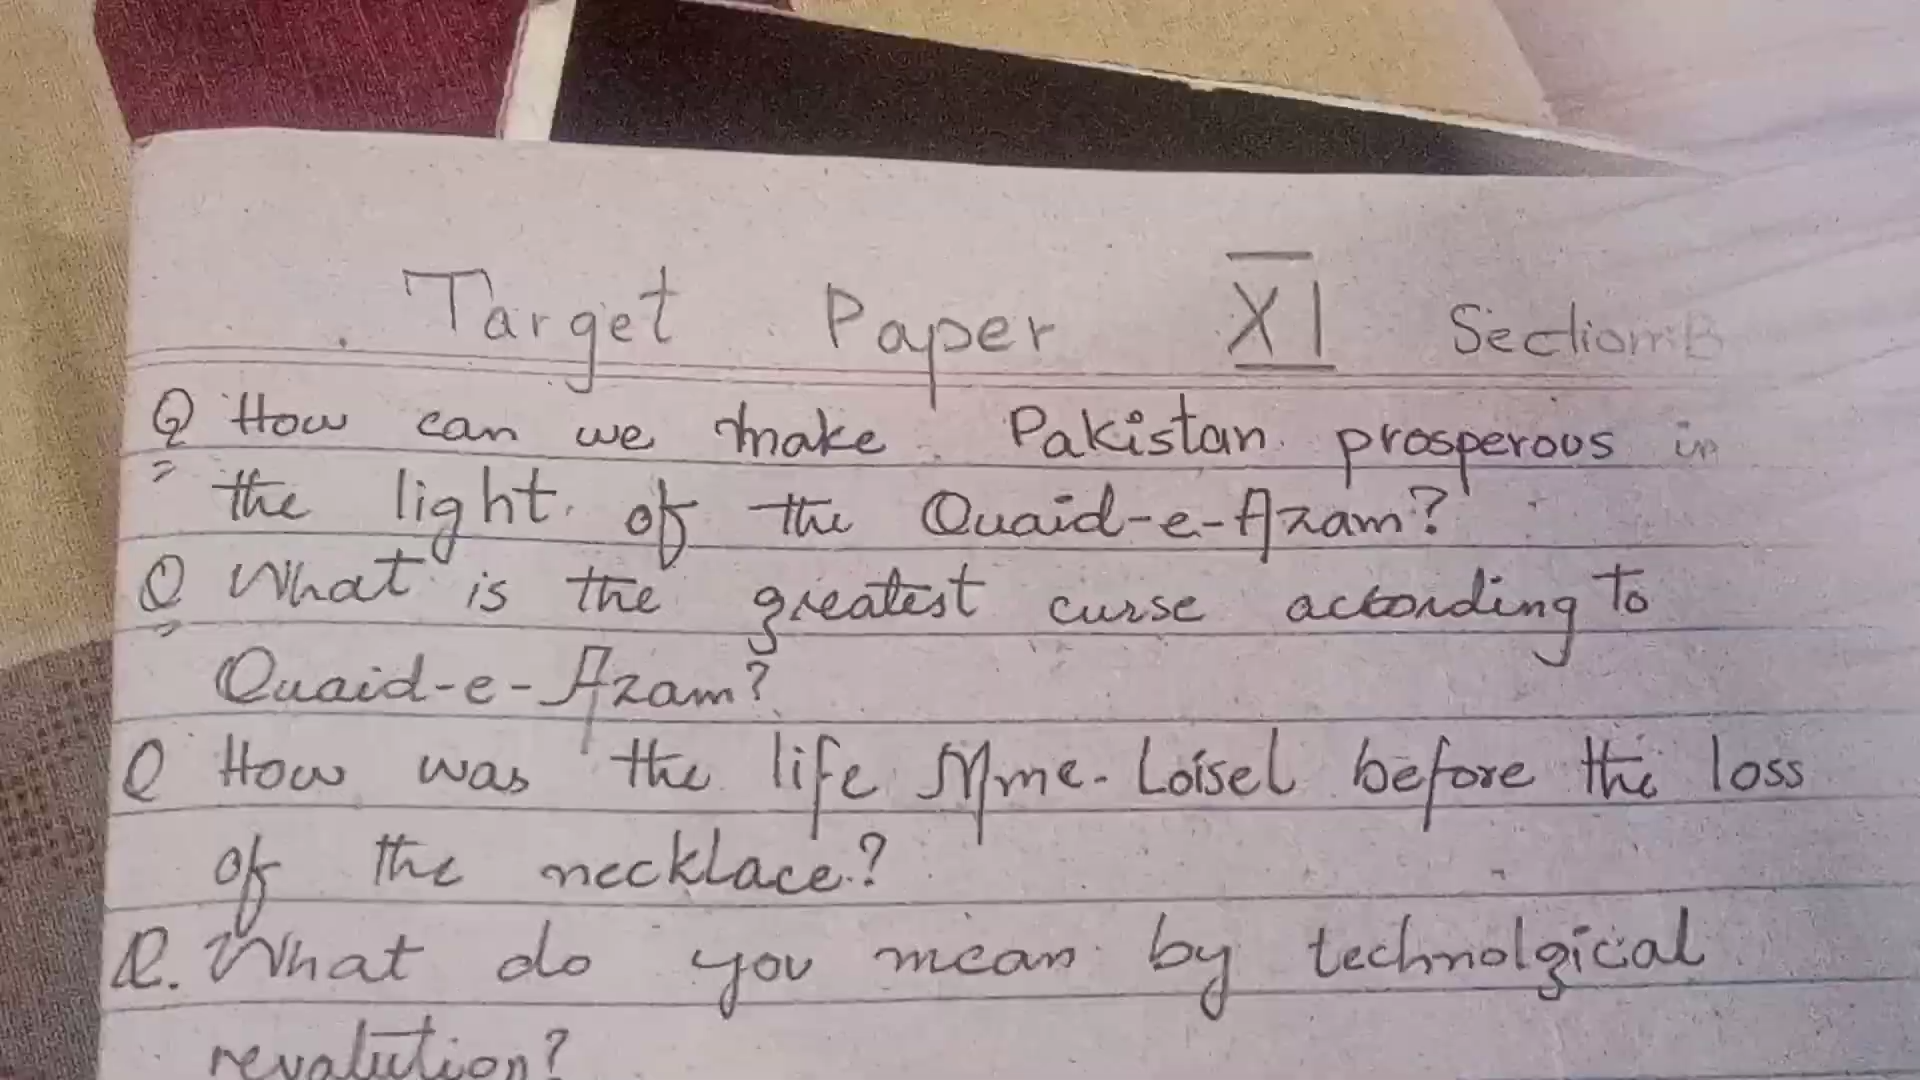 Target Paper XI Section:B
Q How can we make Pakistan prosperous in
the light of the Quaid-e-Azam?
Q What is the greatest curse according to
Quaid-e-Azam?
Q How was the life Mme. Loisel before the loss
of the necklace?
Q. What do you mean by technolgical
revalution?